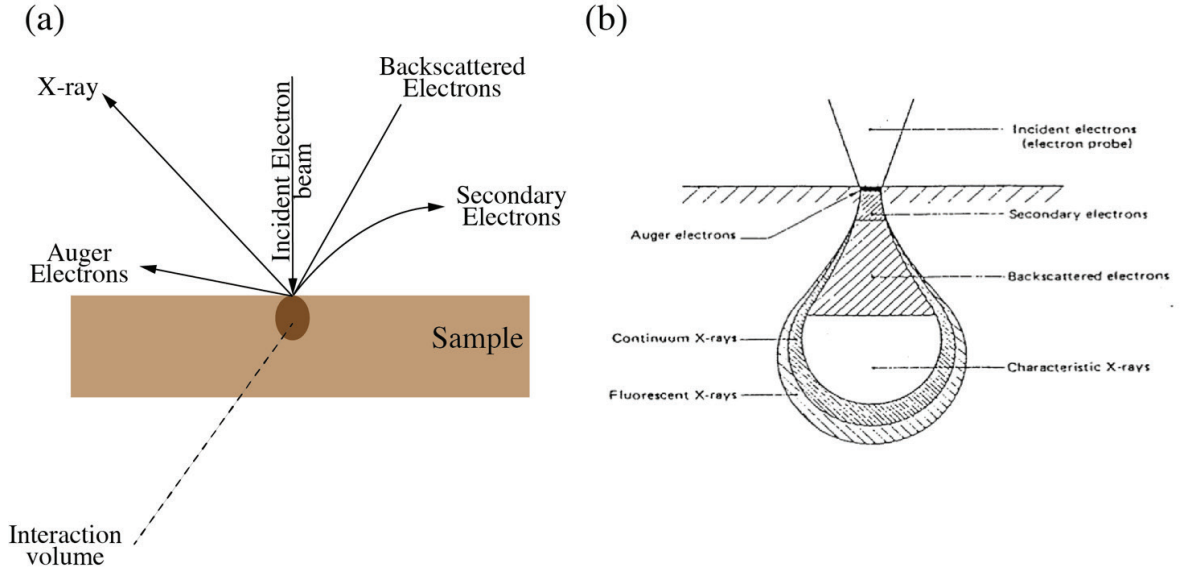 (a)
X-ray
Incident Electron
beam
Backscattered
Electrons
Secondary
Electrons
Auger
Electrons
Sample
Interaction
volume
(b)
Incident electrons
(electron probe)
Secondary electrons
Auger electrons
Backscattered electrons
Continuum X-rays
Characteristic X-rays
Fluorescent X-rays